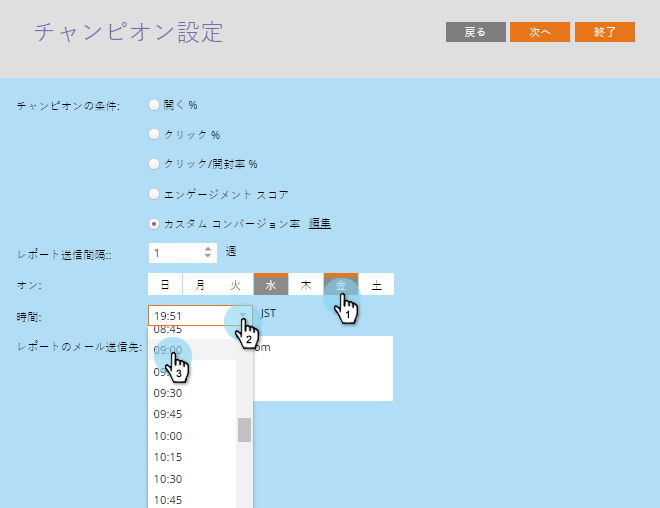 チャンピオン設定
戻る 次へ 終了
チャンピオンの条件:
開く %
クリック %
クリック/開封率 %
エンゲージメント スコア
カスタム コンバージョン率 編集
レポート送信間隔:: 1 週
オン: 日 月 火 水 木 金 土
1
時間: 19:51 JST
2
08:45
レポートのメール送信先: om
09:00
3
09:30
09:45
10:00
10:15
10:30
10:45